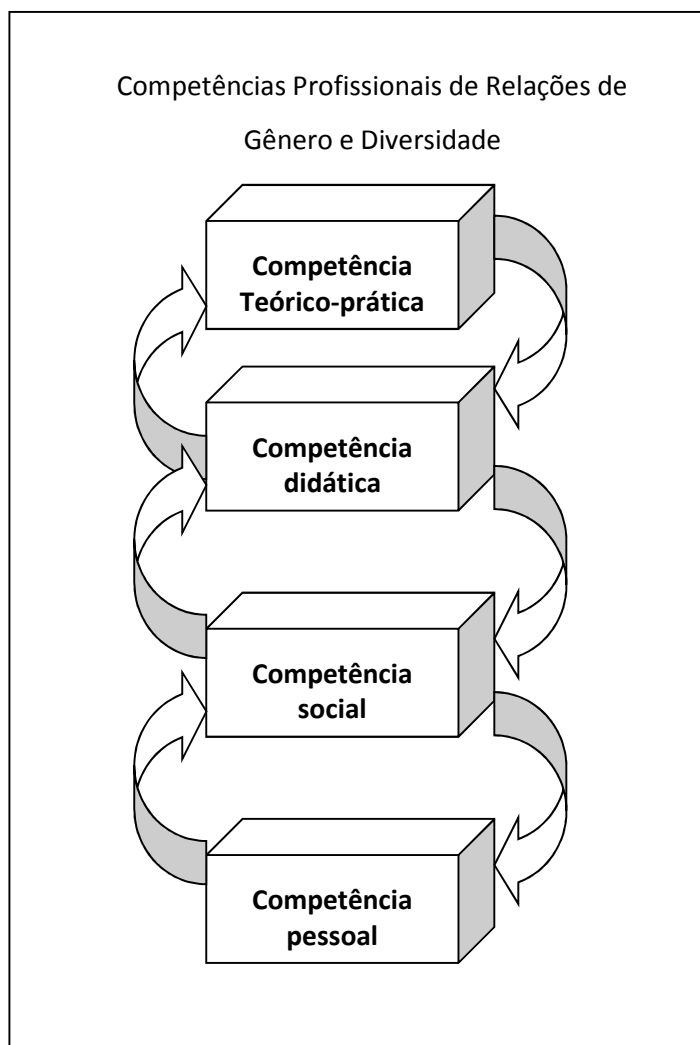 Competências Profissionais de Relações de
Gênero e Diversidade
Competência
Teórico-prática
Competência
didática
Competência
social
Competência
pessoal